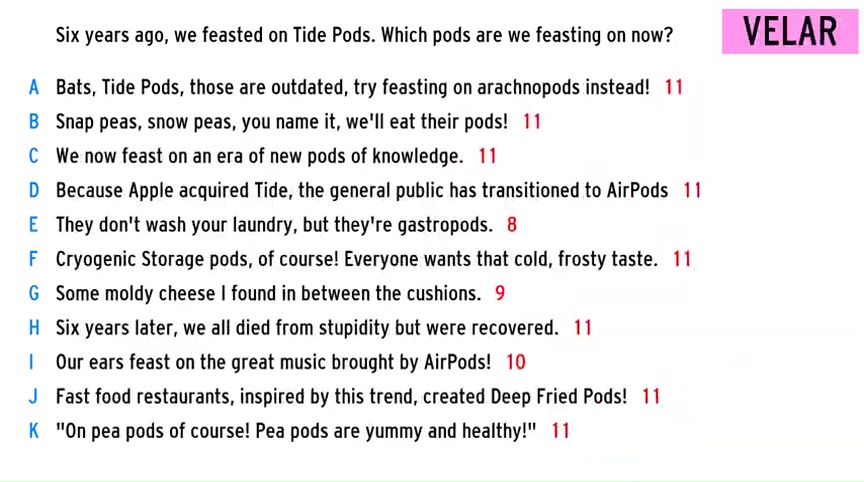 Six years ago, we feasted on Tide Pods. Which pods are we feasting on now?
VELAR
A Bats, Tide Pods, those are outdated, try feasting on arachnopods instead! 11
B Snap peas, snow peas, you name it, we'll eat their pods! 11
C We now feast on an era of new pods of knowledge. 11
D Because Apple acquired Tide, the general public has transitioned to AirPods 11
E They don't wash your laundry, but they're gastropods. 8
F Cryogenic Storage pods, of course! Everyone wants that cold, frosty taste. 11
G Some moldy cheese I found in between the cushions. 9
H Six years later, we all died from stupidity but were recovered. 11
I Our ears feast on the great music brought by AirPods! 10
J Fast food restaurants, inspired by this trend, created Deep Fried Pods! 11
K "On pea pods of course! Pea pods are yummy and healthy!" 11